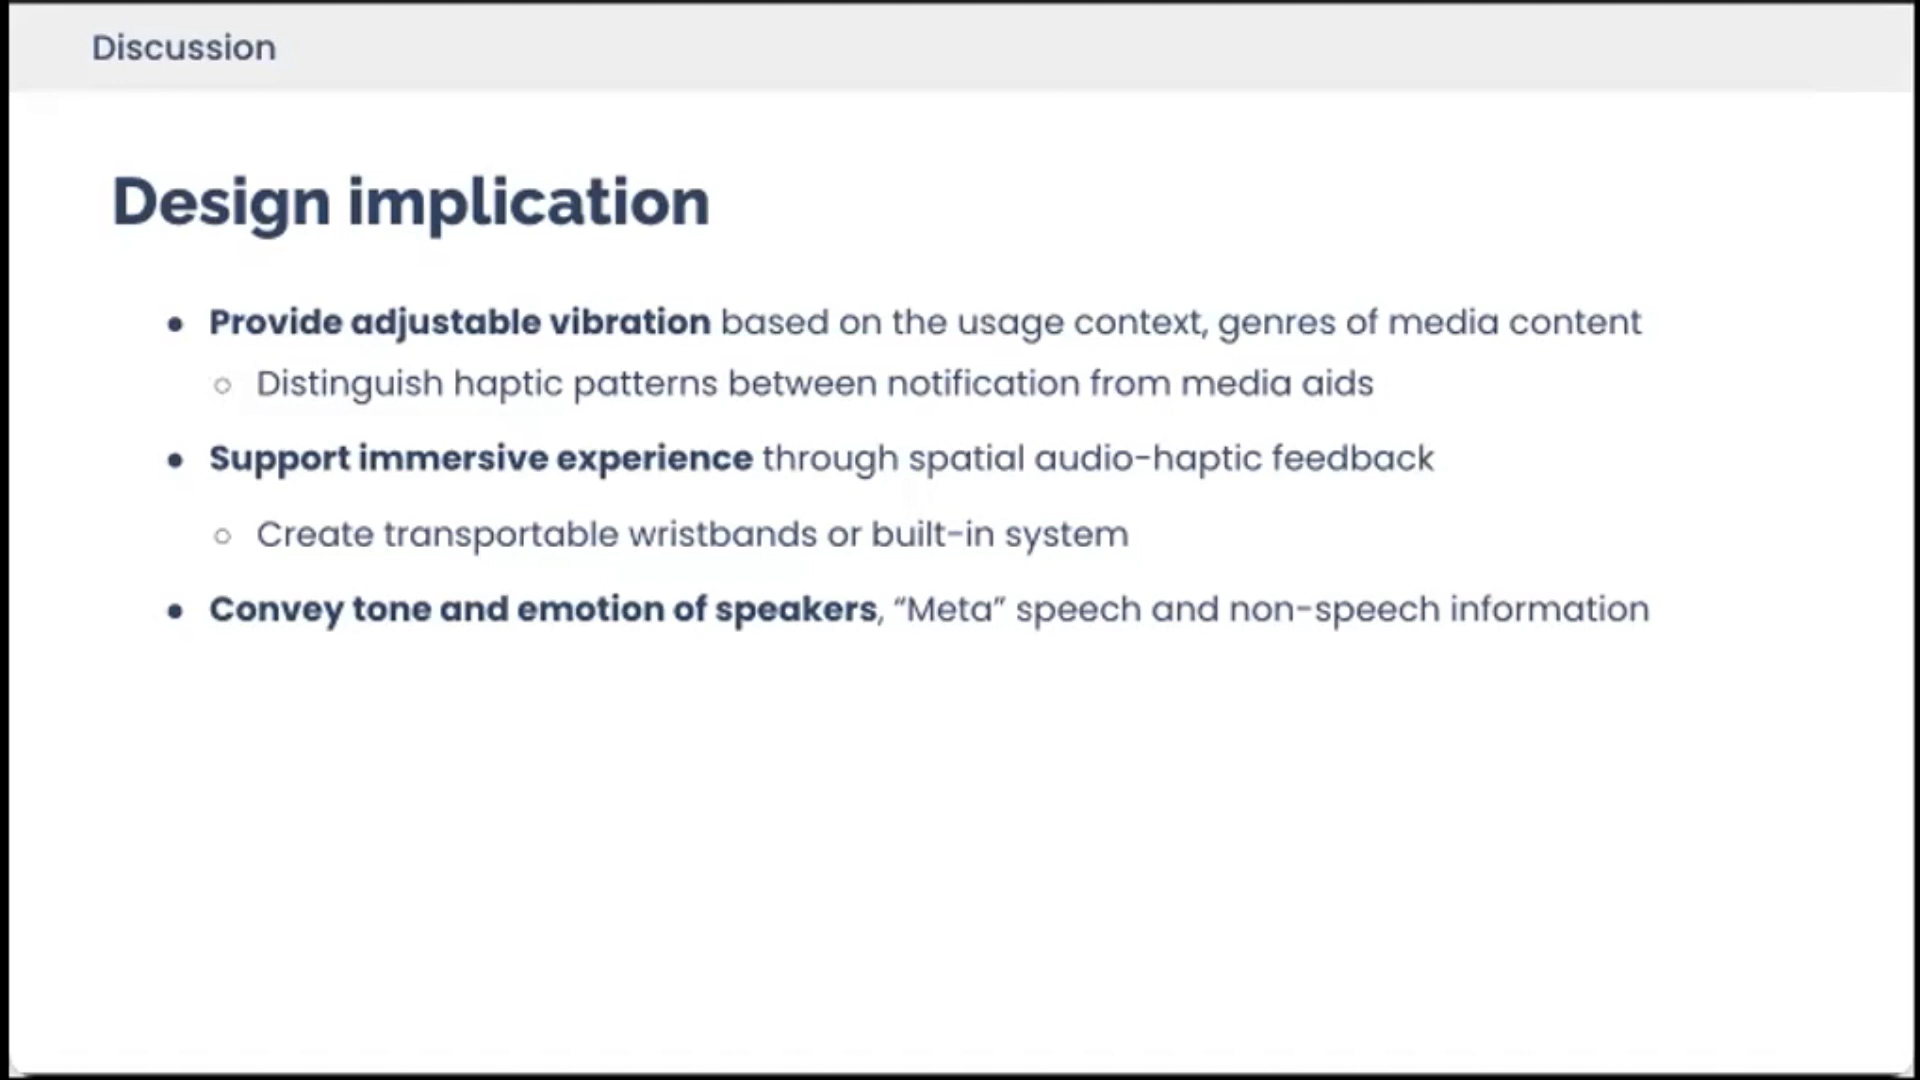 Discussion
Design implication
● Provide adjustable vibration based on the usage context, genres of media content
○ Distinguish haptic patterns between notification from media aids
● Support immersive experience through spatial audio-haptic feedback
○ Create transportable wristbands or built-in system
● Convey tone and emotion of speakers, “Meta” speech and non-speech information